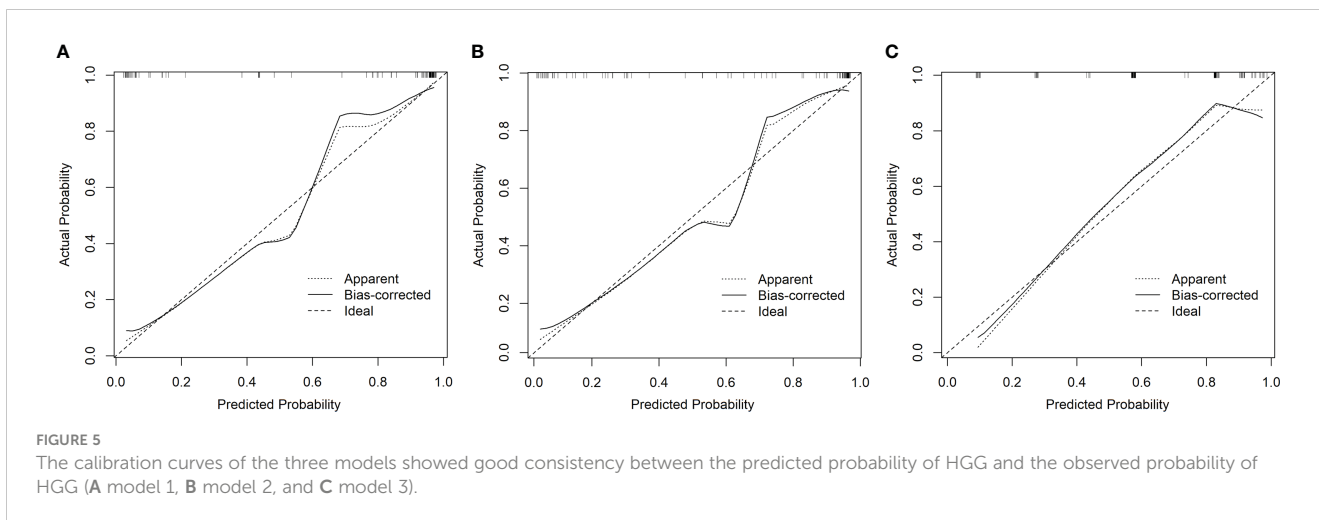 A
1.0
0.8
0.6
0.4
0.2
0.0
Actual Probability
Apparent
Bias-corrected
Ideal
0.0 0.2 0.4 0.6 0.8 1.0
Predicted Probability
B
1.0
0.8
0.6
0.4
0.2
0.0
Actual Probability
Apparent
Bias-corrected
Ideal
0.0 0.2 0.4 0.6 0.8 1.0
Predicted Probability
C
1.0
0.8
0.6
0.4
0.2
0.0
Actual Probability
Apparent
Bias-corrected
Ideal
0.0 0.2 0.4 0.6 0.8 1.0
Predicted Probability
FIGURE 5
The calibration curves of the three models showed good consistency between the predicted probability of HGG and the observed probability of
HGG (A model 1, B model 2, and C model 3).